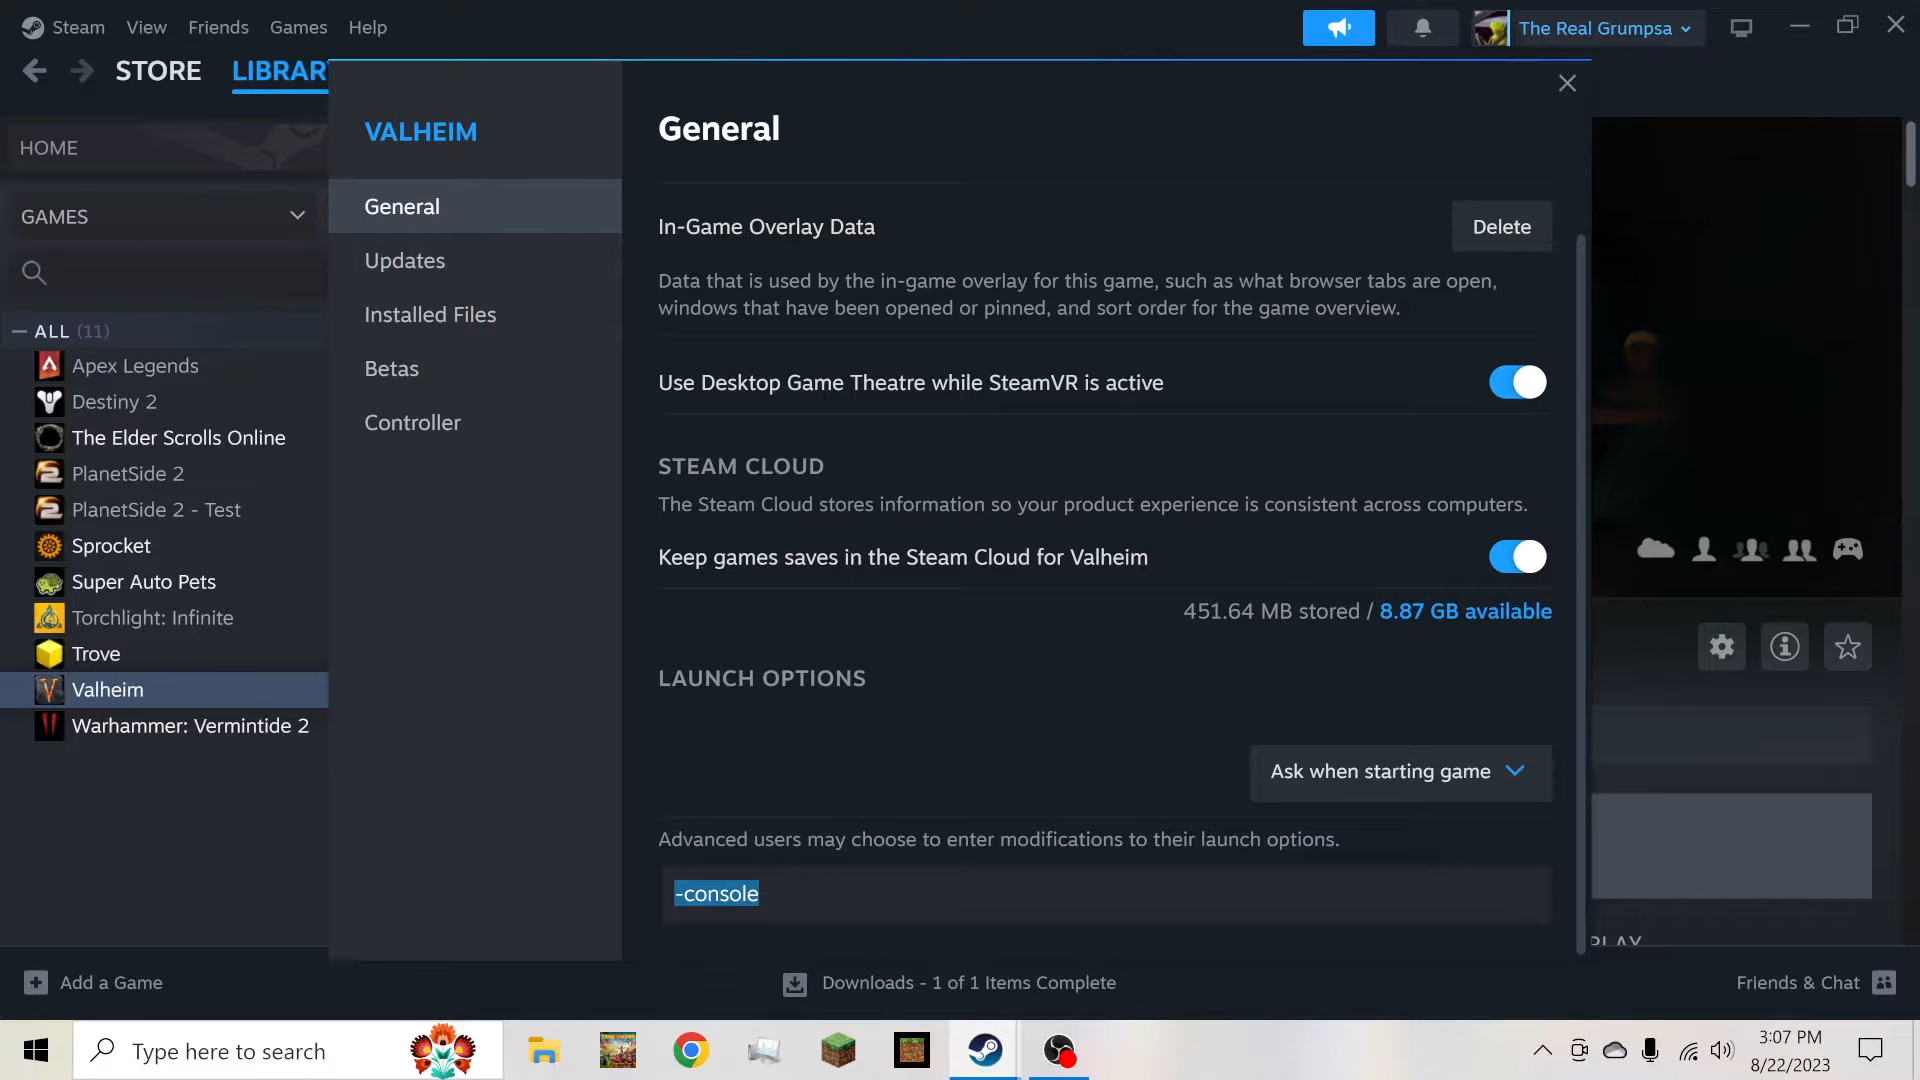 Steam View Friends Games Help
The Real Grumpsa
STORE LIBRARY
HOME
GAMES
ALL (11)
Apex Legends
Destiny 2
The Elder Scrolls Online
PlanetSide 2
PlanetSide 2 - Test
Sprocket
Super Auto Pets
Torchlight: Infinite
Trove
Valheim
Warhammer: Vermintide 2
VALHEIM
General
Updates
Installed Files
Betas
Controller
General
In-Game Overlay Data
Delete
Data that is used by the in-game overlay for this game, such as what browser tabs are open,
windows that have been opened or pinned, and sort order for the game overview.
Use Desktop Game Theatre while SteamVR is active
STEAM CLOUD
The Steam Cloud stores information so your product experience is consistent across computers.
Keep games saves in the Steam Cloud for Valheim
451.64 MB stored / 8.87 GB available
LAUNCH OPTIONS
Ask when starting game
Advanced users may choose to enter modifications to their launch options.
-console
PLAY
Add a Game
Downloads - 1 of 1 Items Complete
Friends & Chat
Type here to search
3:07 PM
8/22/2023